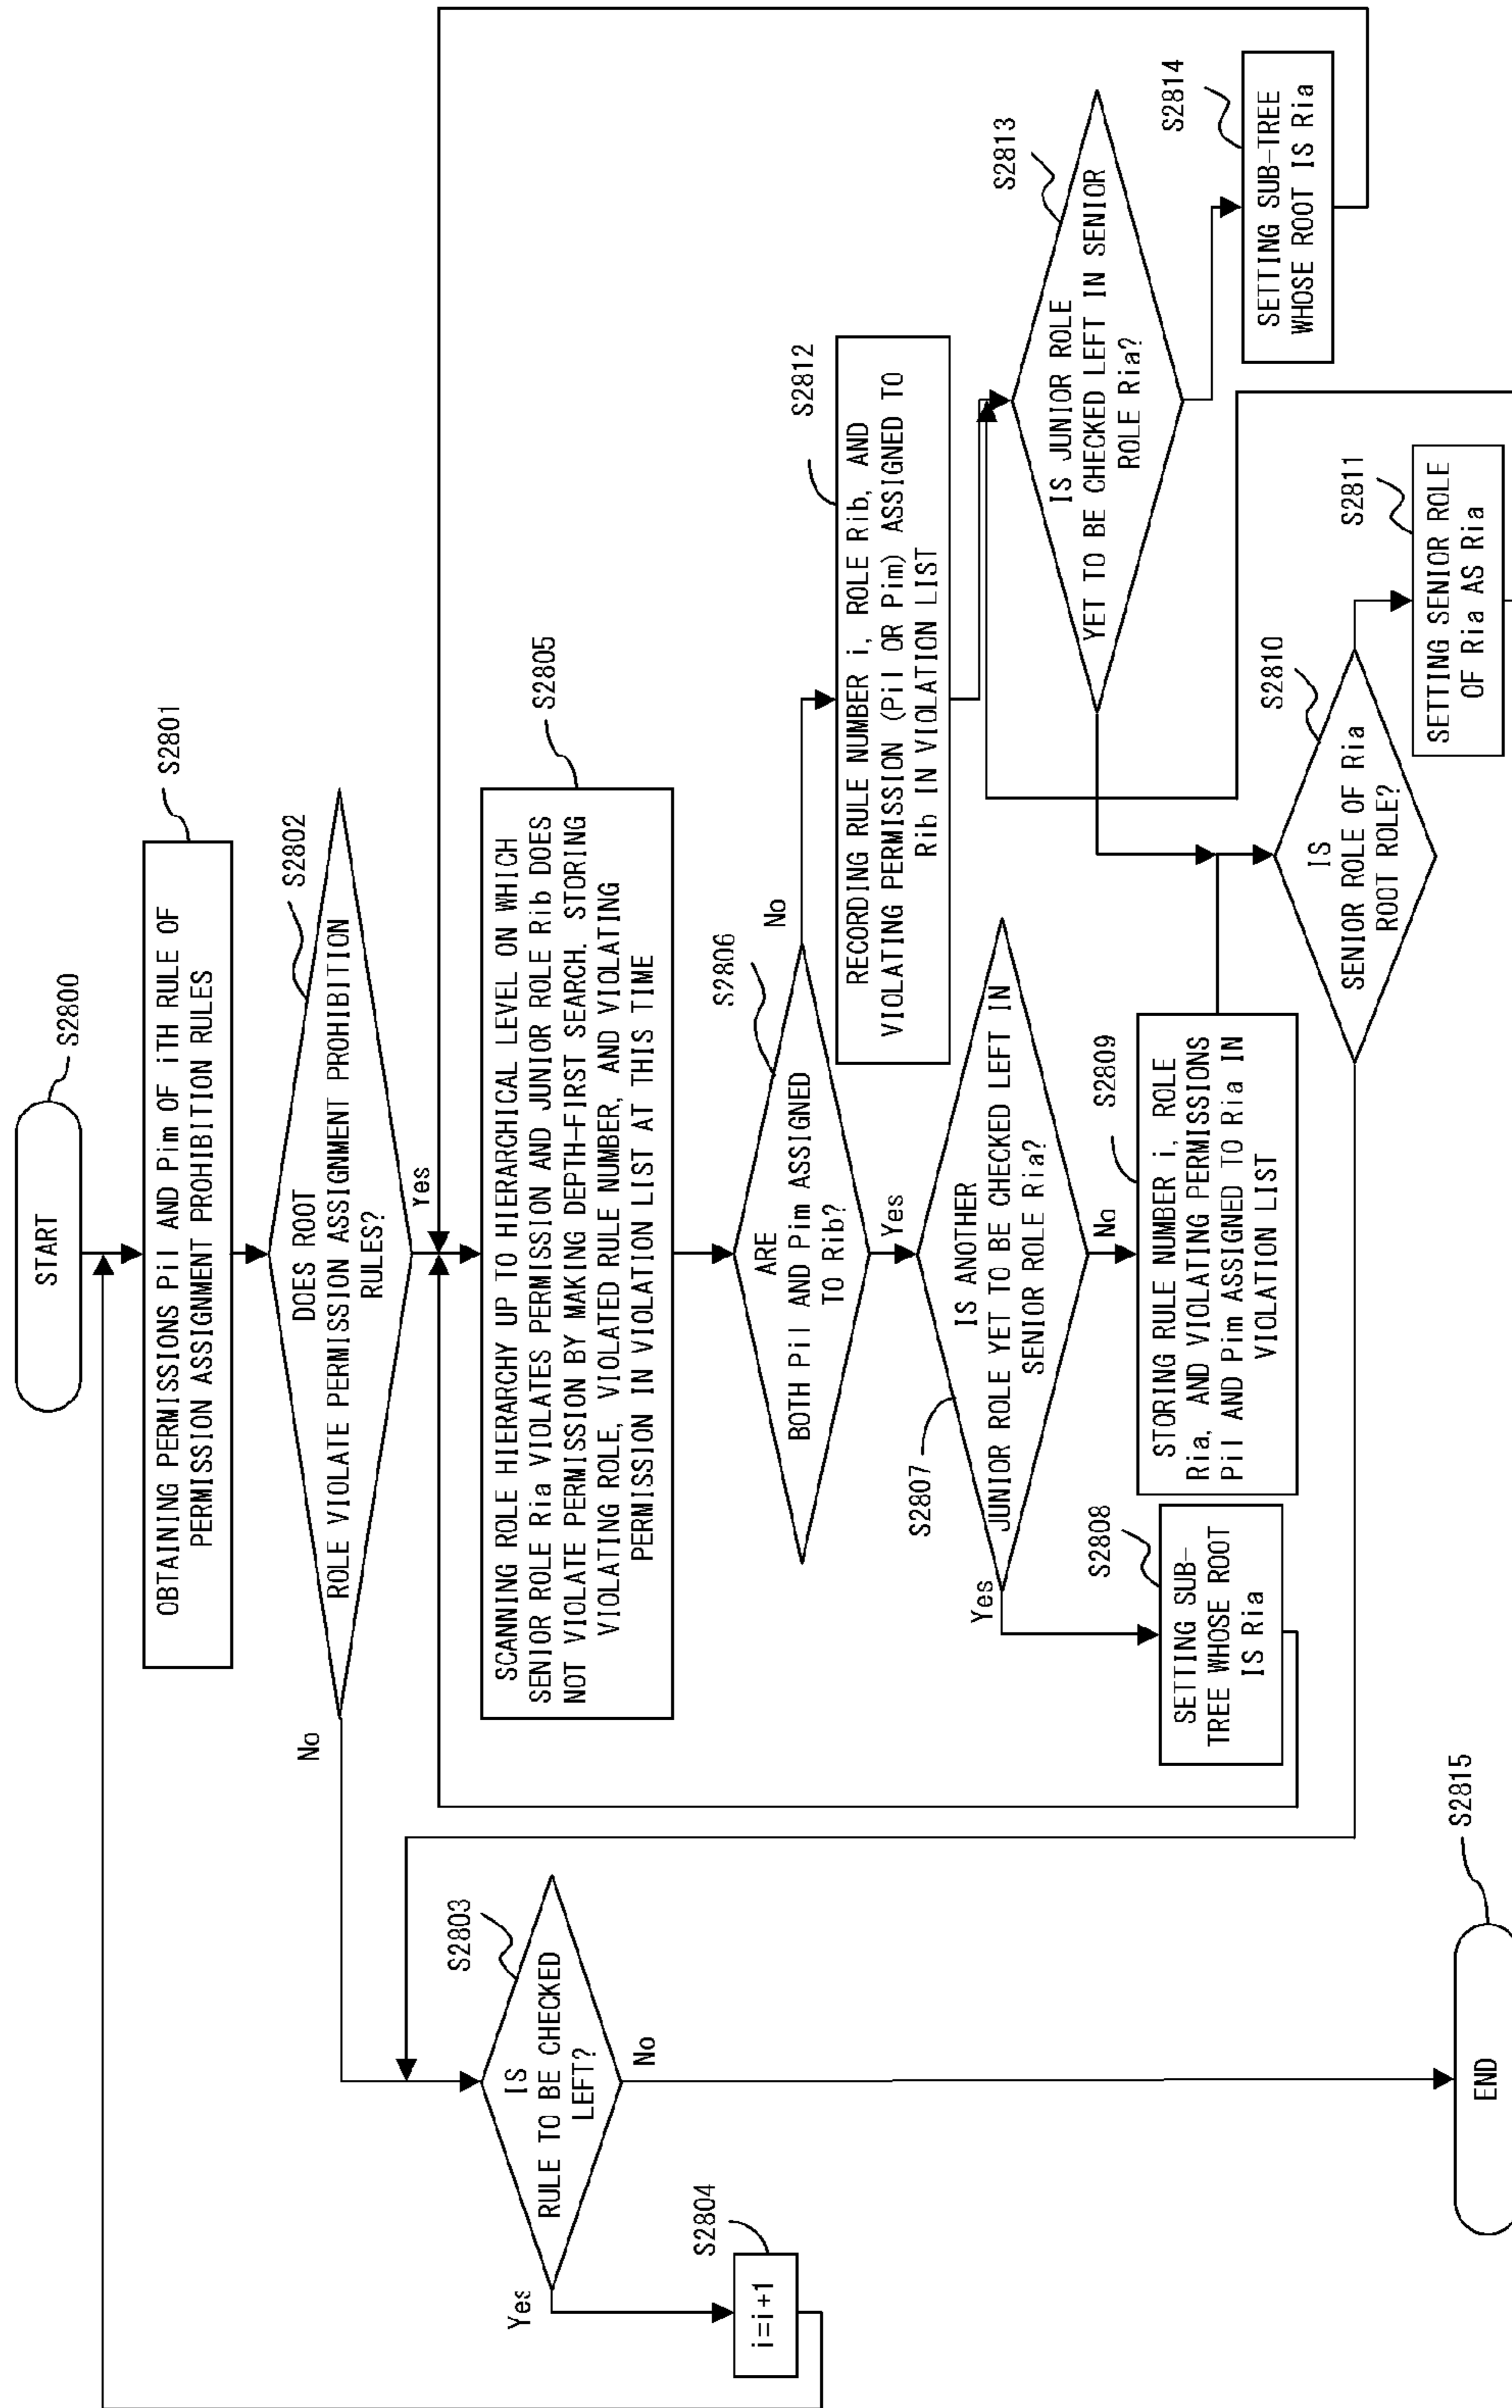 START
S2800
OBTAINING PERMISSIONS Pil AND Pim OF iTH RULE OF
PERMISSION ASSIGNMENT PROHIBITION RULES
S2801
DOES ROOT
ROLE VIOLATE PERMISSION ASSIGNMENT PROHIBITION
RULES?
S2802
No
Yes
IS
RULE TO BE CHECKED
LEFT?
S2803
Yes
No
i=i+1
S2804
SCANNING ROLE HIERARCHY UP TO HIERARCHICAL LEVEL ON WHICH
SENIOR ROLE Ria VIOLATES PERMISSION AND JUNIOR ROLE Rib DOES
NOT VIOLATE PERMISSION BY MAKING DEPTH-FIRST SEARCH. STORING
VIOLATING ROLE, VIOLATED RULE NUMBER, AND VIOLATING
PERMISSION IN VIOLATION LIST AT THIS TIME
S2805
ARE
BOTH Pil AND Pim ASSIGNED
TO Rib?
S2806
No
Yes
IS ANOTHER
JUNIOR ROLE YET TO BE CHECKED LEFT IN
SENIOR ROLE Ria?
S2807
Yes
No
SETTING SUB-
TREE WHOSE ROOT
IS Ria
S2808
STORING RULE NUMBER i, ROLE
Ria, AND VIOLATING PERMISSIONS
Pil AND Pim ASSIGNED TO Ria IN
VIOLATION LIST
S2809
IS
SENIOR ROLE OF Ria
ROOT ROLE?
S2810
SETTING SENIOR ROLE
OF Ria AS Ria
S2811
RECORDING RULE NUMBER i, ROLE Rib, AND
VIOLATING PERMISSION (Pil OR Pim) ASSIGNED TO
Rib IN VIOLATION LIST
S2812
IS JUNIOR ROLE
YET TO BE CHECKED LEFT IN SENIOR
ROLE Ria?
S2813
SETTING SUB-TREE
WHOSE ROOT IS Ria
S2814
END
S2815